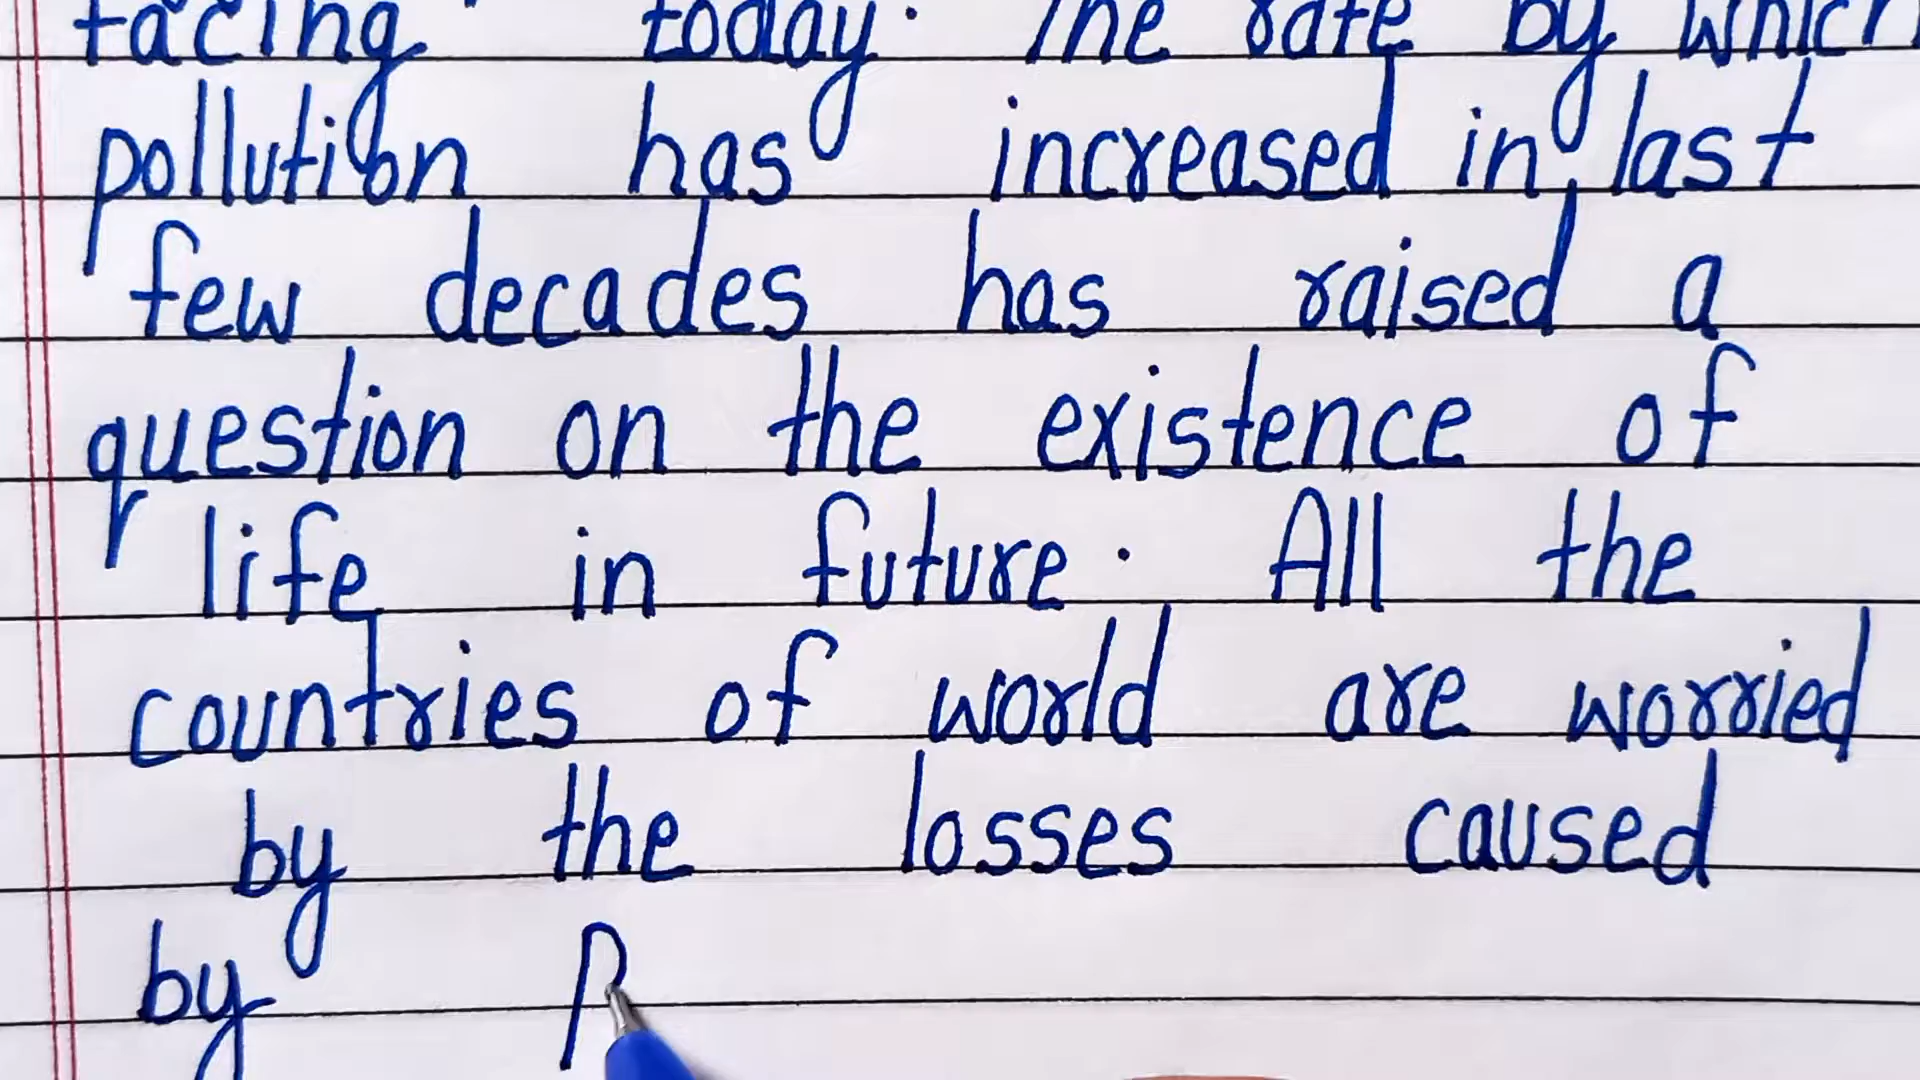 facing today. The rate by which
pollution has increased in last
few decades has raised a
question on the existence of
life in future. All the
countries of world are worried
by the losses caused
by p